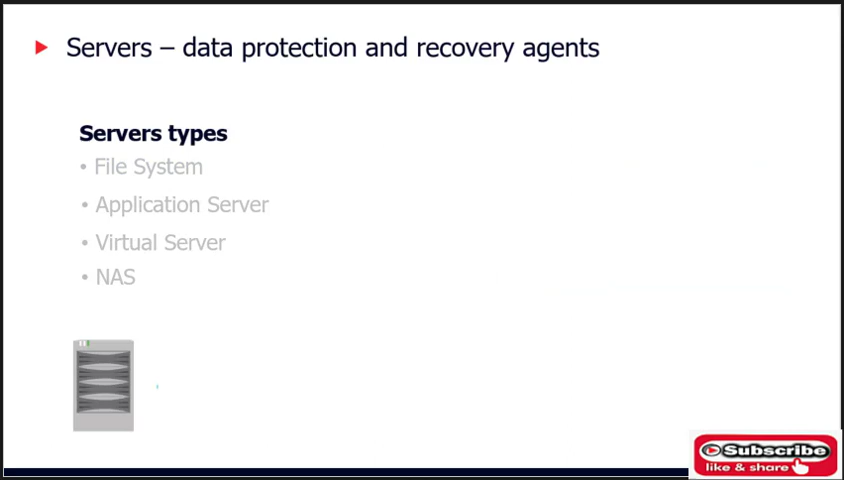 Servers – data protection and recovery agents
Servers types
• File System
• Application Server
• Virtual Server
• NAS
Subscribe
like & share